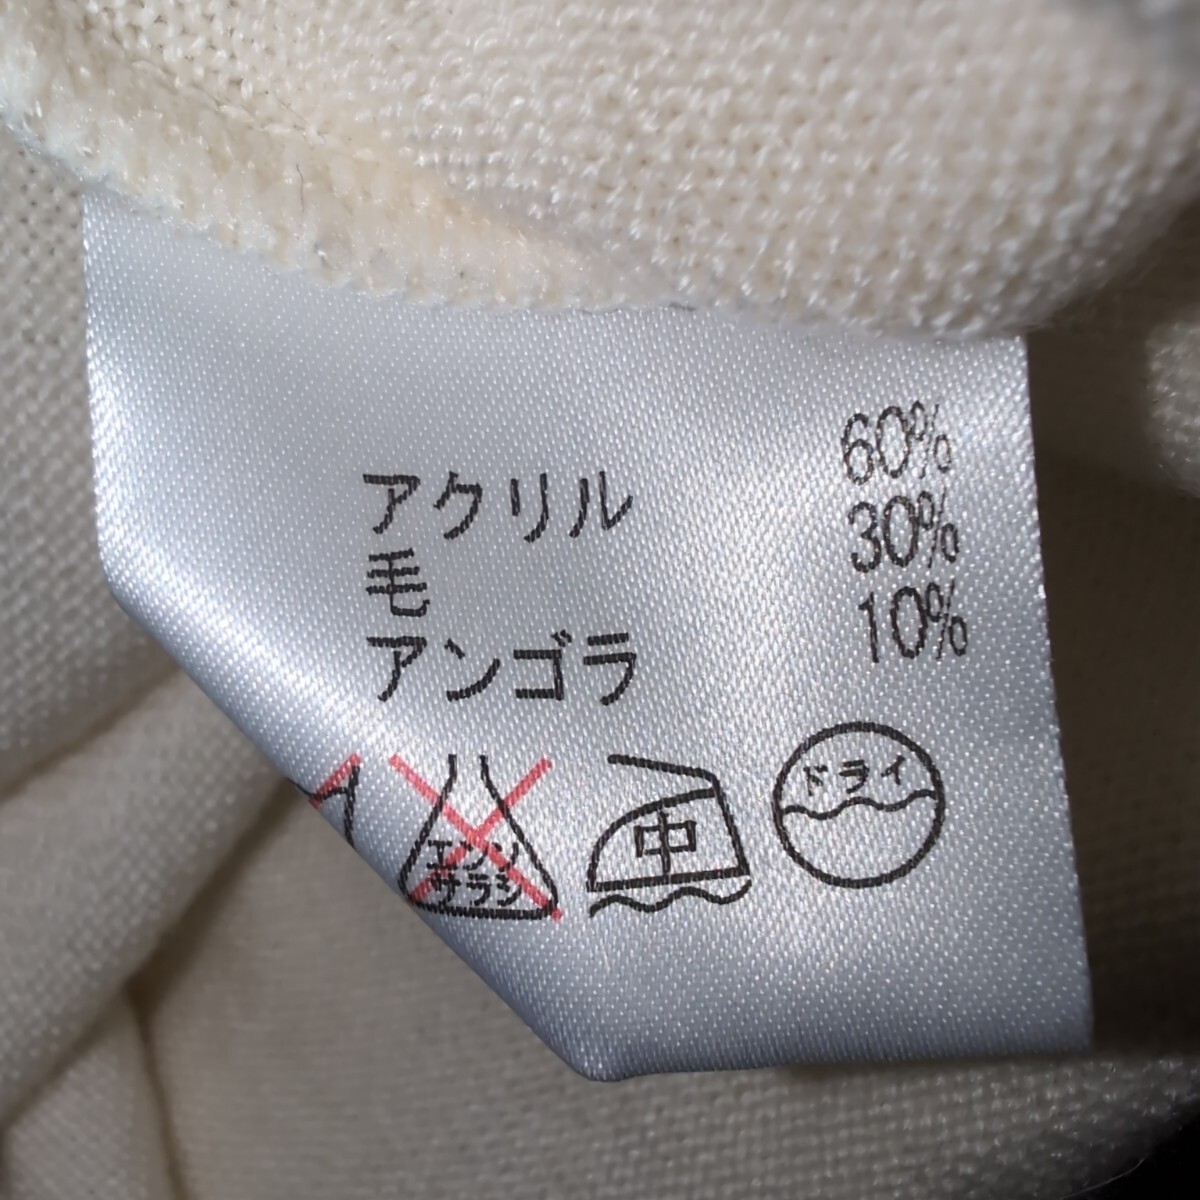 アクリル 60%
毛 30%
アンゴラ 10%
エンソ
サラシ
中
ドライ